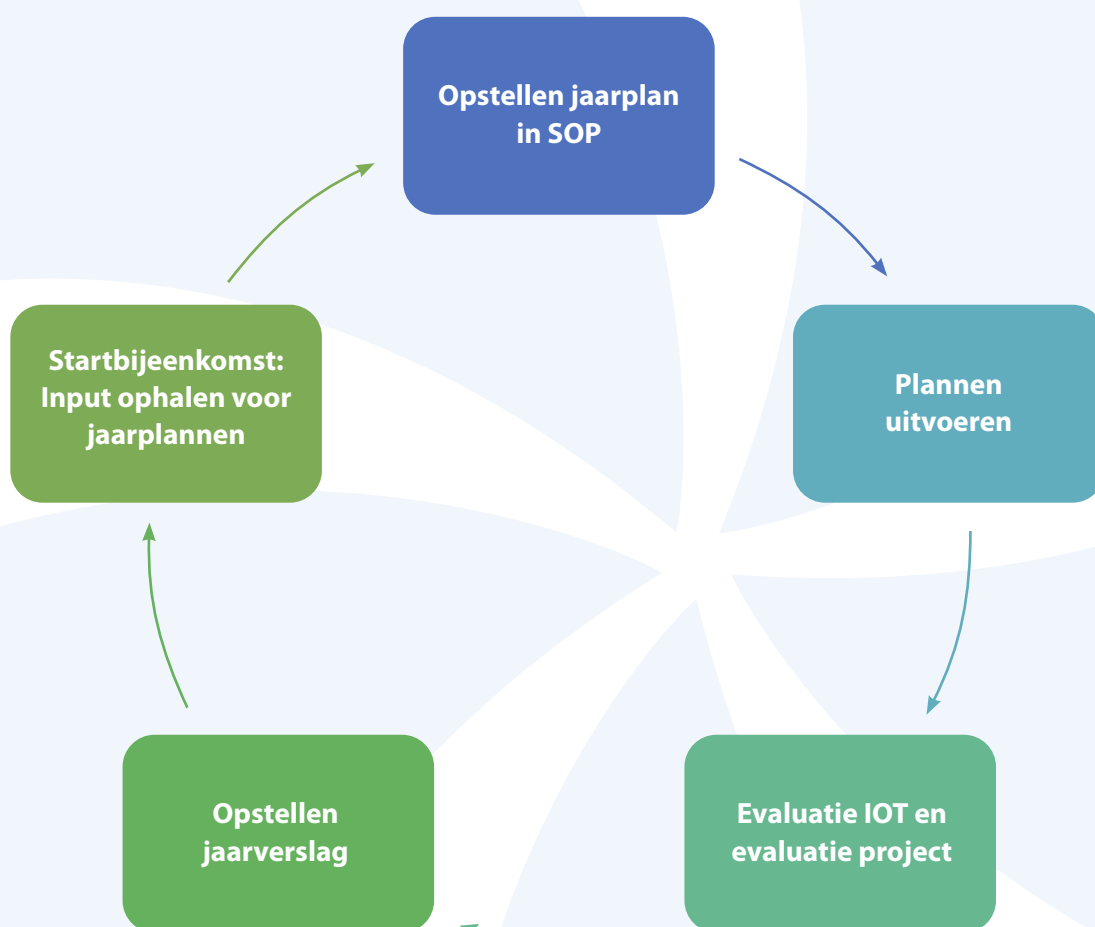 Opstellen jaarplan
in SOP
Startbijeenkomst:
Input ophalen voor
jaarplannen
Plannen
uitvoeren
Opstellen
jaarverslag
Evaluatie IOT en
evaluatie project